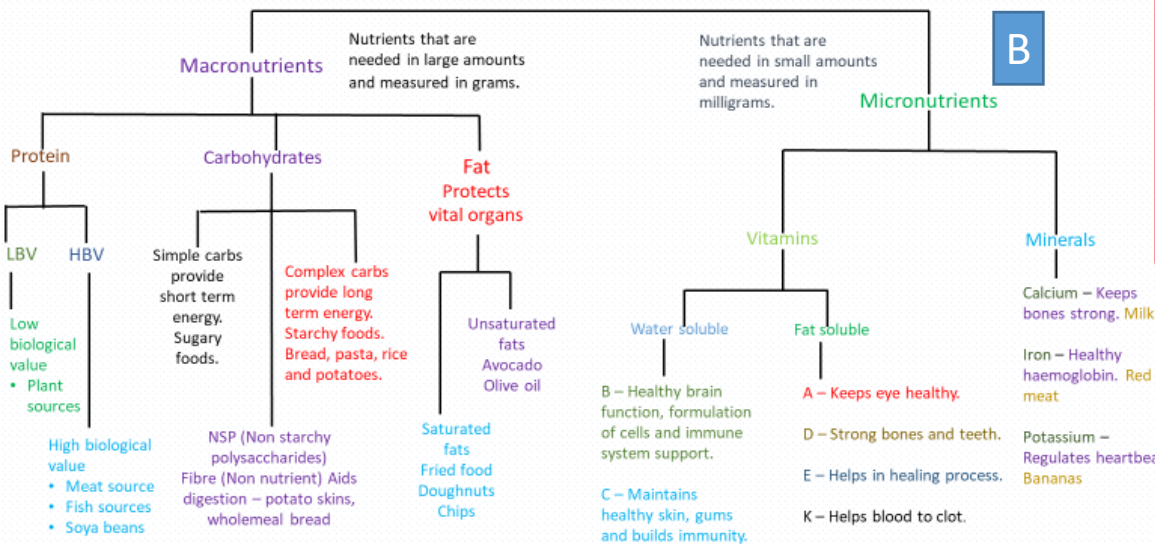 Macronutrients
Nutrients that are
needed in large amounts
and measured in grams.
Nutrients that are
needed in small amounts
and measured in
milligrams.
B
Micronutrients
Protein
Carbohydrates
Fat
Protects
vital organs
LBV
HBV
Low
biological
value
• Plant
sources
High biological
value
• Meat source
• Fish sources
• Soya beans
Simple carbs
provide
short term
energy.
Sugary
foods.
Complex carbs
provide long
term energy.
Starchy foods.
Bread, pasta, rice
and potatoes.
NSP (Non starchy
polysaccharides)
Fibre (Non nutrient) Aids
digestion – potato skins,
wholemeal bread
Saturated
fats
Fried food
Doughnuts
Chips
Unsaturated
fats
Avocado
Olive oil
Vitamins
Minerals
Water soluble
Fat soluble
B – Healthy brain
function, formulation
of cells and immune
system support.
C – Maintains
healthy skin, gums
and builds immunity.
A – Keeps eye healthy.
D – Strong bones and teeth.
E – Helps in healing process.
K – Helps blood to clot.
Calcium – Keeps
bones strong. Milk
Iron – Healthy
haemoglobin. Red
meat
Potassium –
Regulates heartbea
Bananas